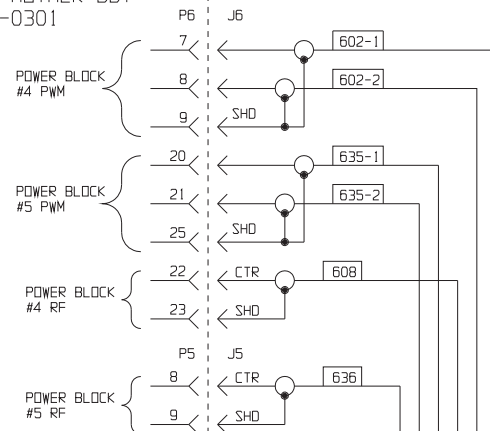 -0301
P6 J6
7 602-1
POWER BLOCK 8 602-2
#4 PWM
9 SHD
20 635-1
POWER BLOCK 21 635-2
#5 PWM
25 SHD
22 CTR 608
POWER BLOCK
#4 RF 23 SHD
P5 J5
8 CTR 636
POWER BLOCK
#5 RF 9 SHD